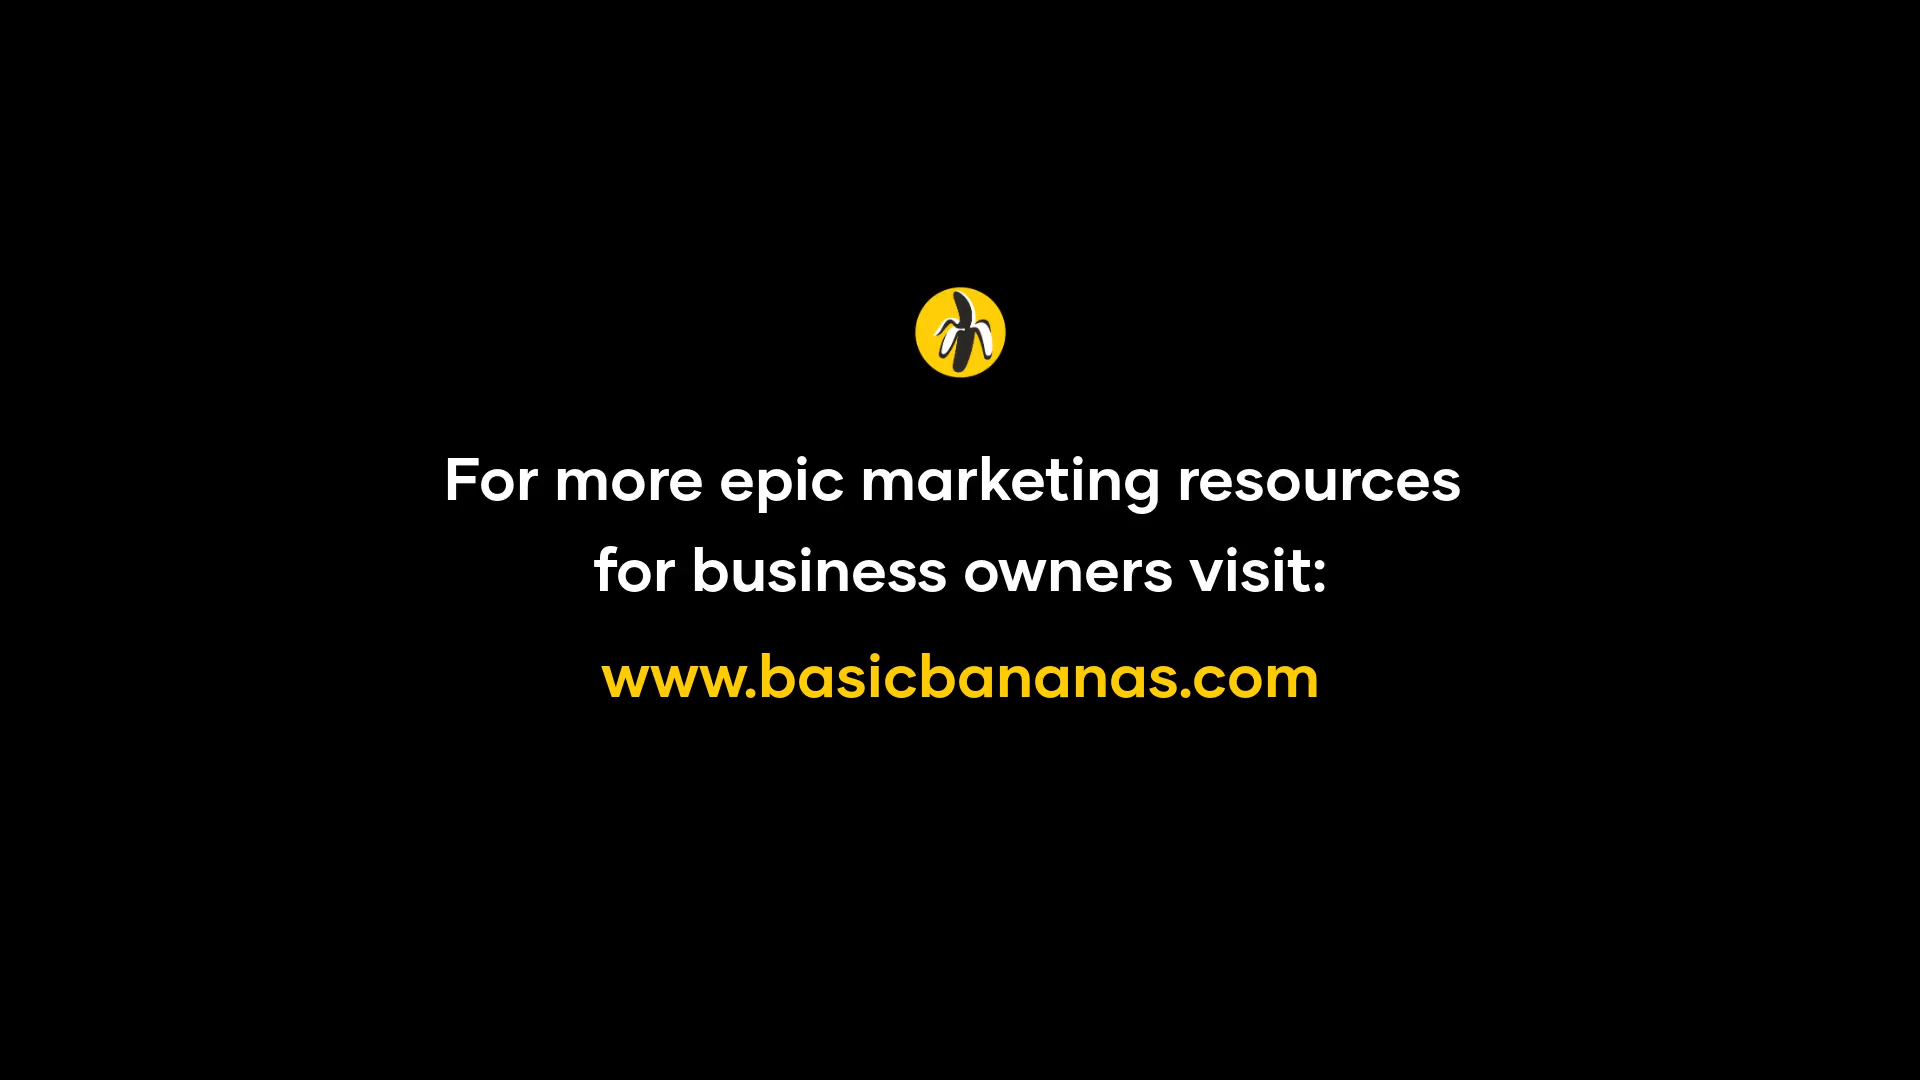 For more epic marketing resources
for business owners visit:
www.basicbananas.com